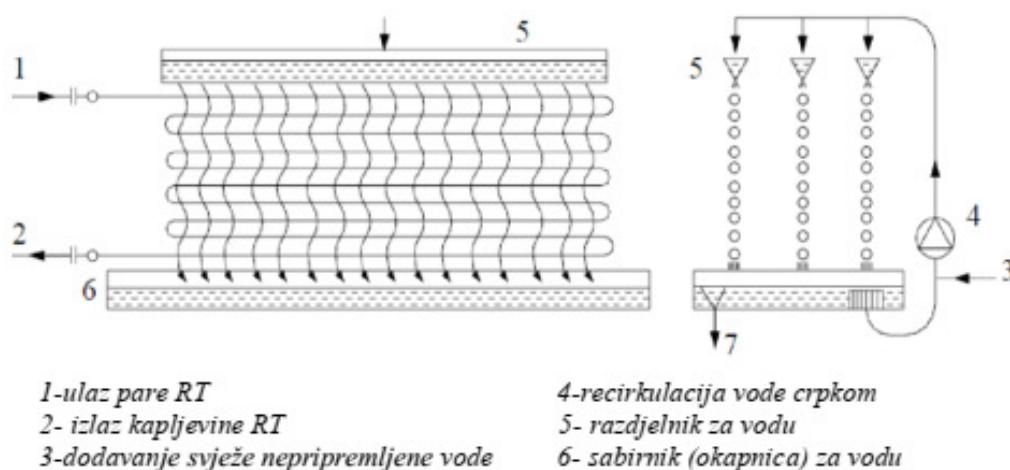 5
1
2
6
5
4
3
7
1-ulaz pare RT
2- izlaz kapljevine RT
3-dodavanje svježe nepripremljene vode
4-recirkulacija vode crpkom
5- razdjelnik za vodu
6- sabirnik (okapnica) za vodu